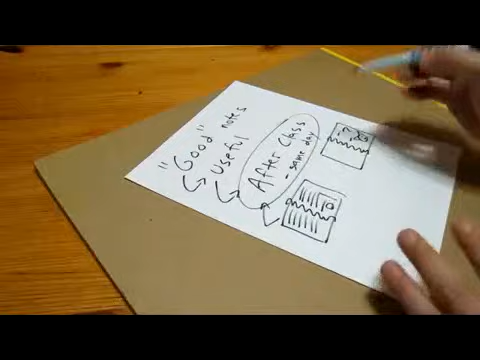 "Good" notes
Useful
After Class
- same day